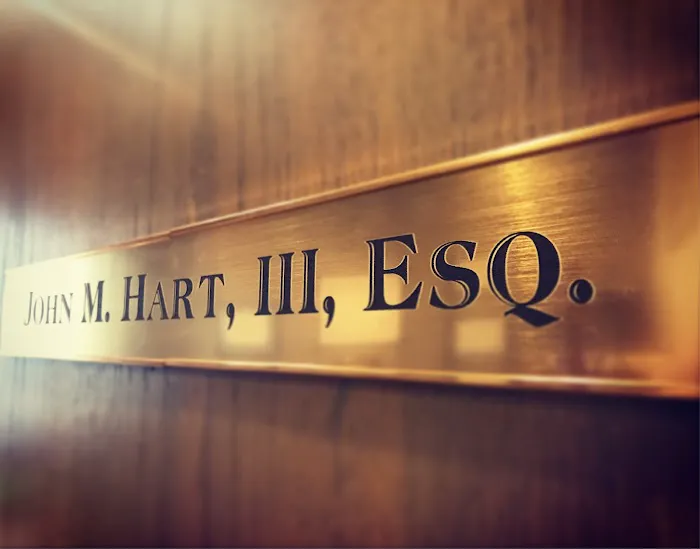 John M. Hart, III, Esq.